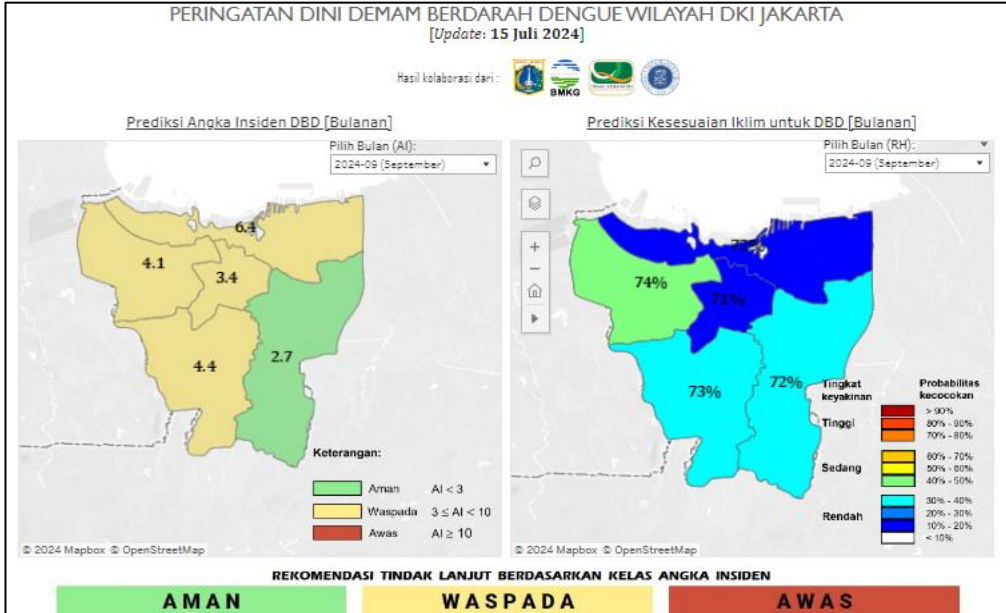 PERINGATAN DINI DEMAM BERDARAH DENGUE WILAYAH DKI JAKARTA
[Update: 15 Juli 2024]
Hasil kolaborasi dari :
BMKG
Prediksi Angka Insiden DBD [Bulanan]
Pilih Bulan (AI):
2024-09 (September)
6.4
4.1
3.4
4.4
2.7
Keterangan:
Aman AI < 3
Waspada 3 ≤ AI < 10
Awas AI ≥ 10
© 2024 Mapbox © OpenStreetMap
Prediksi Kesesuaian Iklim untuk DBD [Bulanan]
Pilih Bulan (RH):
2024-09 (September)
74%
71%
73%
72%
Tingkat keyakinan
Probabilitas kecocokan
Tinggi
> 90%
80% - 90%
70% - 80%
Sedang
60% - 70%
50% - 60%
40% - 50%
Rendah
30% - 40%
20% - 30%
10% - 20%
< 10%
© 2024 Mapbox © OpenStreetMap
REKOMENDASI TINDAK LANJUT BERDASARKAN KELAS ANGKA INSIDEN
AMAN
WASPADA
AWAS